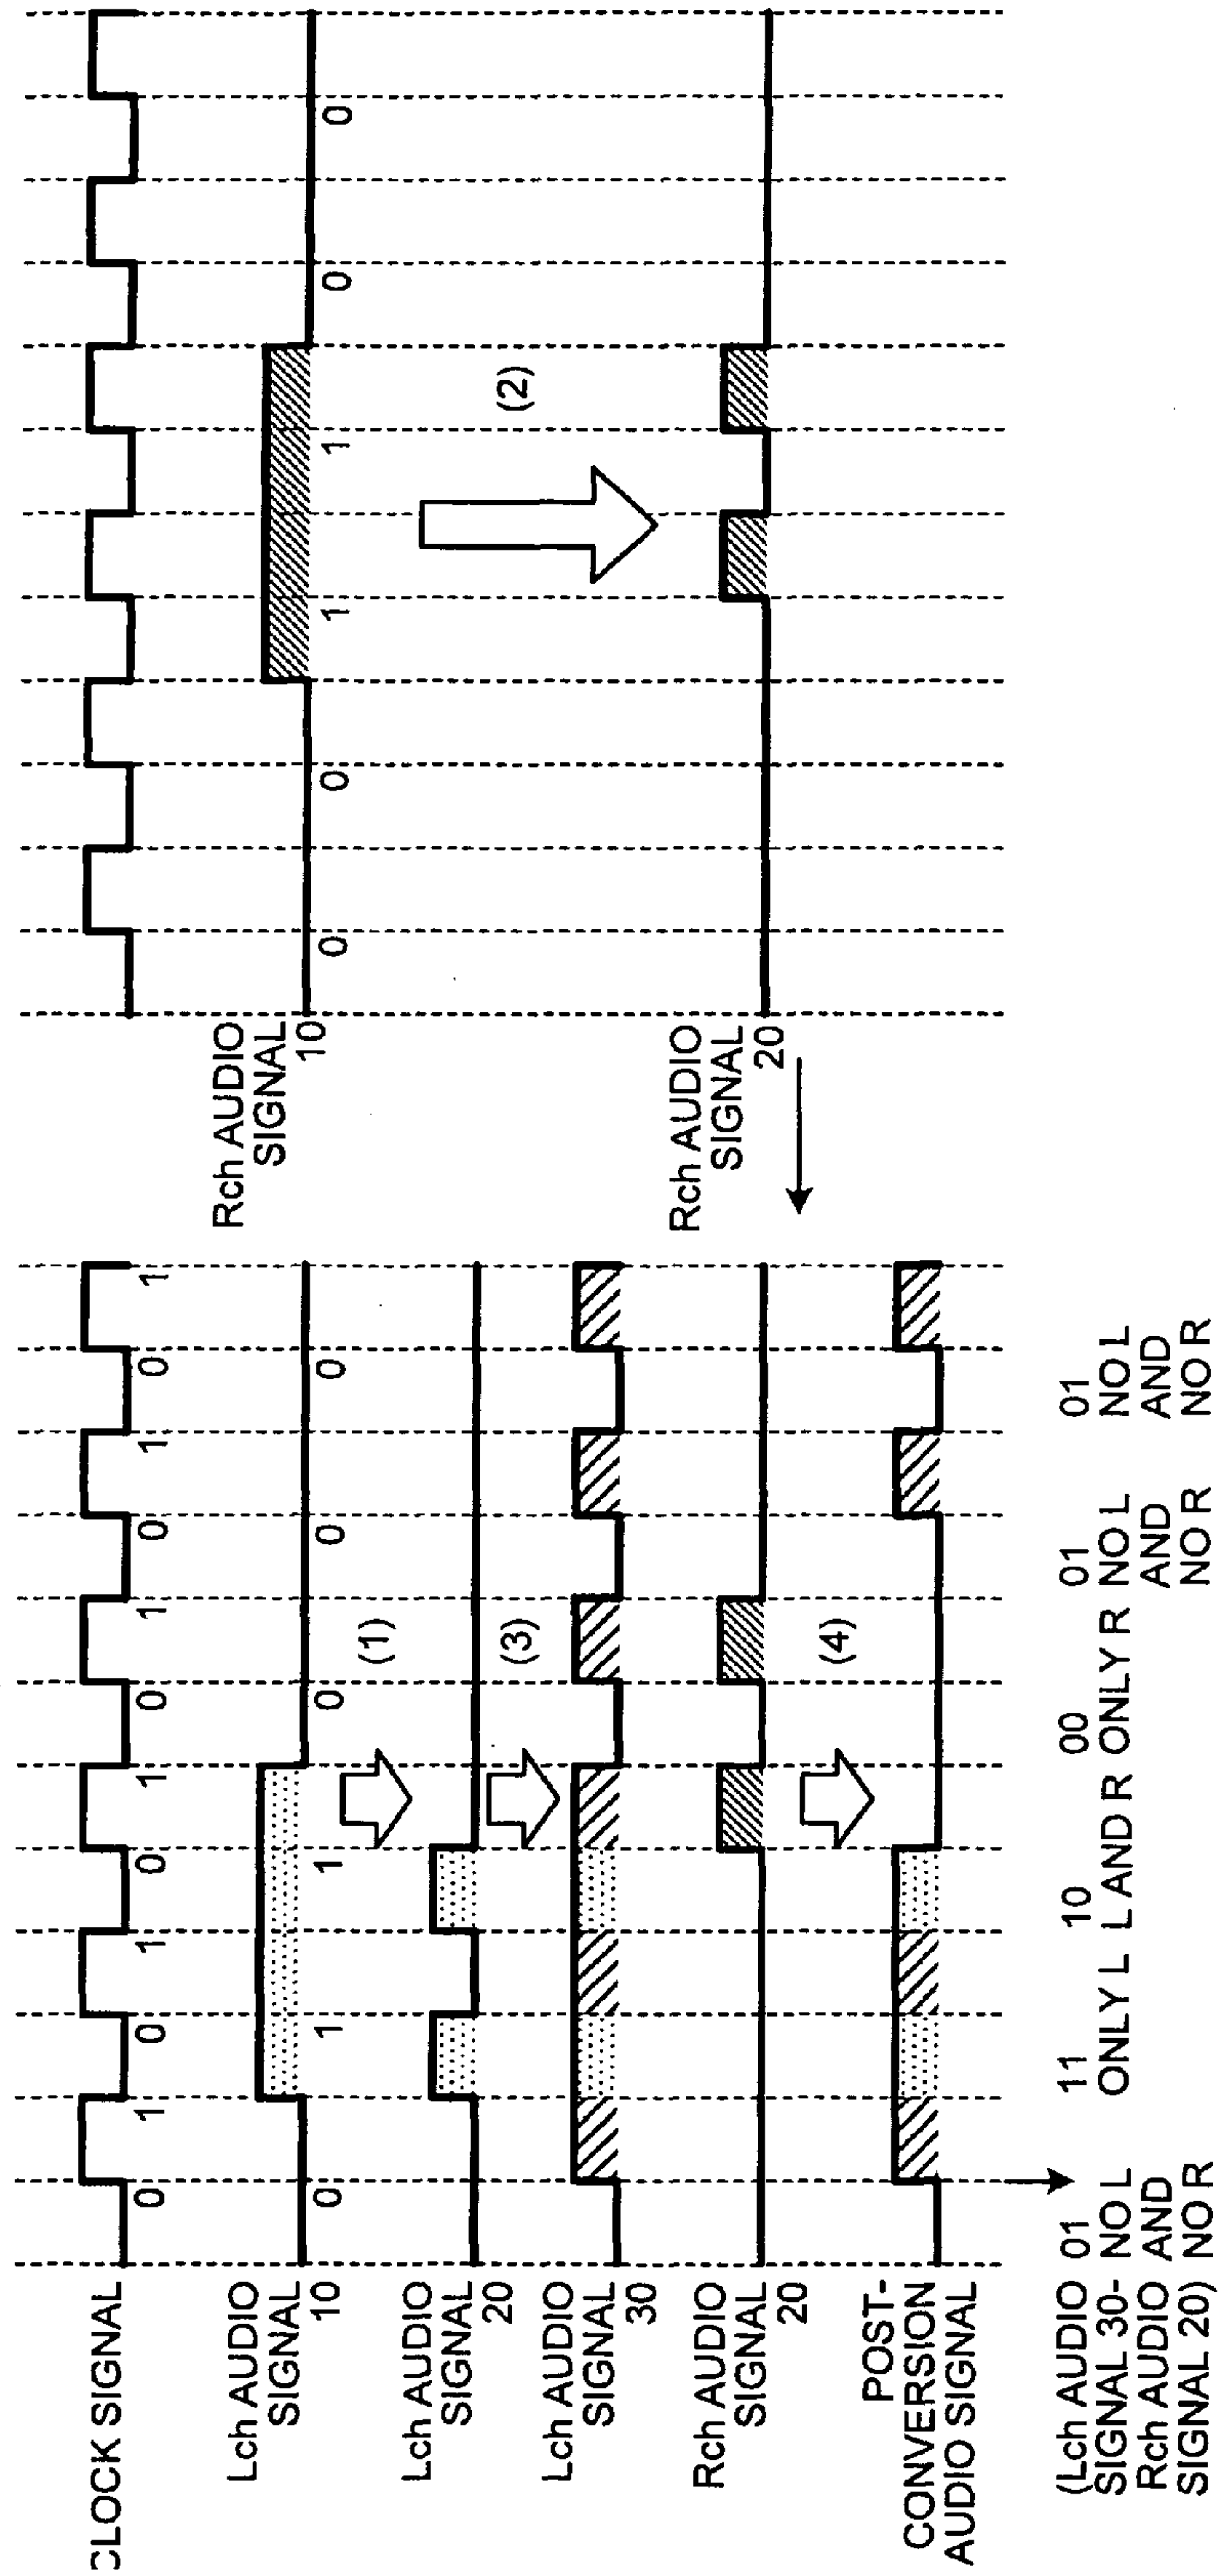 CLOCK SIGNAL
0 1 0 1 0 1 0 1 0 1 0 1
Lch AUDIO
SIGNAL
10
0 1 1 0 0 0
(1)
Lch AUDIO
SIGNAL
20
(3)
Lch AUDIO
SIGNAL
30
Rch AUDIO
SIGNAL
20
(4)
POST-
CONVERSION
AUDIO SIGNAL
(Lch AUDIO 01 11 10 00 01 01
SIGNAL 30- NO L ONLY L L AND R ONLY R NO L NO L
Rch AUDIO AND AND AND
SIGNAL 20) NO R NO R NO R
Rch AUDIO
SIGNAL
10
0 0 1 1 0 0
(2)
Rch AUDIO
SIGNAL
20